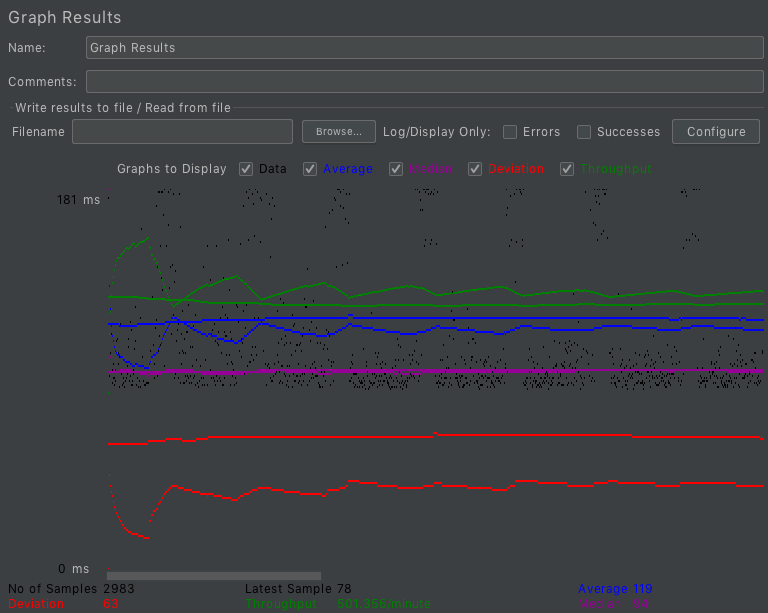 Graph Results
Name: Graph Results
Comments:
Write results to file / Read from file
Filename Browse... Log/Display Only: Errors Successes Configure
Graphs to Display Data Average Median Deviation Throughput
181 ms
0 ms
No of Samples 2983 Latest Sample 78 Average 119
Deviation 63 Throughput 501.356/minute Median